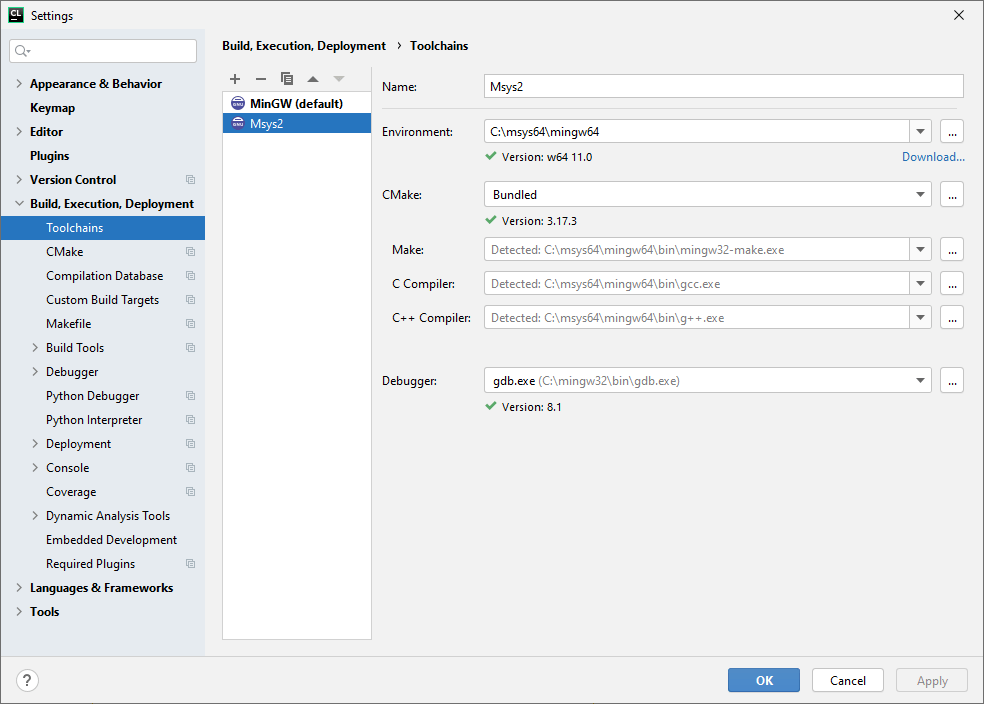 CL Settings
Appearance & Behavior
Keymap
Editor
Plugins
Version Control
Build, Execution, Deployment
Toolchains
CMake
Compilation Database
Custom Build Targets
Makefile
Build Tools
Debugger
Python Debugger
Python Interpreter
Deployment
Console
Coverage
Dynamic Analysis Tools
Embedded Development
Required Plugins
Languages & Frameworks
Tools
Build, Execution, Deployment › Toolchains
GNU MinGW (default)
GNU Msys2
Name: Msys2
Environment: C:\msys64\mingw64 ...
Version: w64 11.0 Download...
CMake: Bundled ...
Version: 3.17.3
Make: Detected: C:\msys64\mingw64\bin\mingw32-make.exe ...
C Compiler: Detected: C:\msys64\mingw64\bin\gcc.exe ...
C++ Compiler: Detected: C:\msys64\mingw64\bin\g++.exe ...
Debugger: gdb.exe (C:\mingw32\bin\gdb.exe) ...
Version: 8.1
? OK Cancel Apply